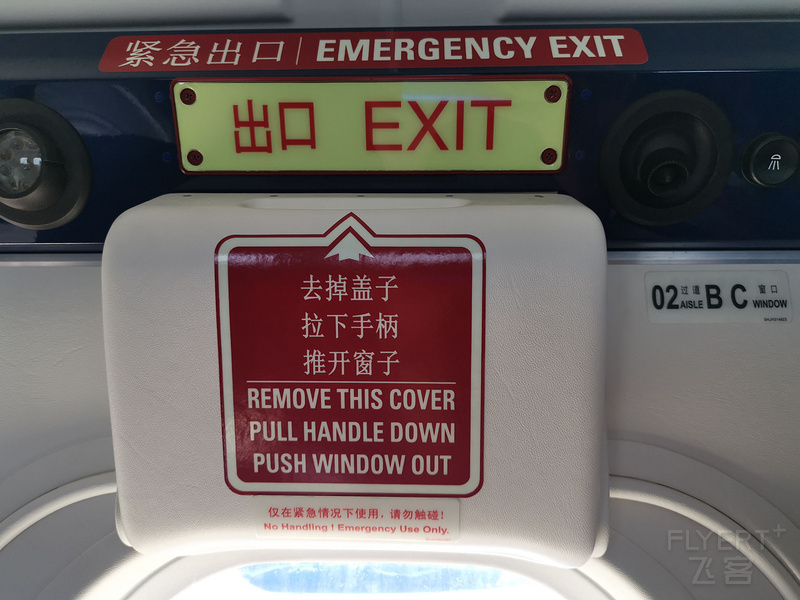 紧急出口 | EMERGENCY EXIT
出口 EXIT
去掉盖子
拉下手柄
推开窗子
REMOVE THIS COVER
PULL HANDLE DOWN
PUSH WINDOW OUT
仅在紧急情况下使用，请勿触碰！
No Handling! Emergency Use Only.
02 过道 AISLE B C 窗口 WINDOW
FLYERT+
飞客